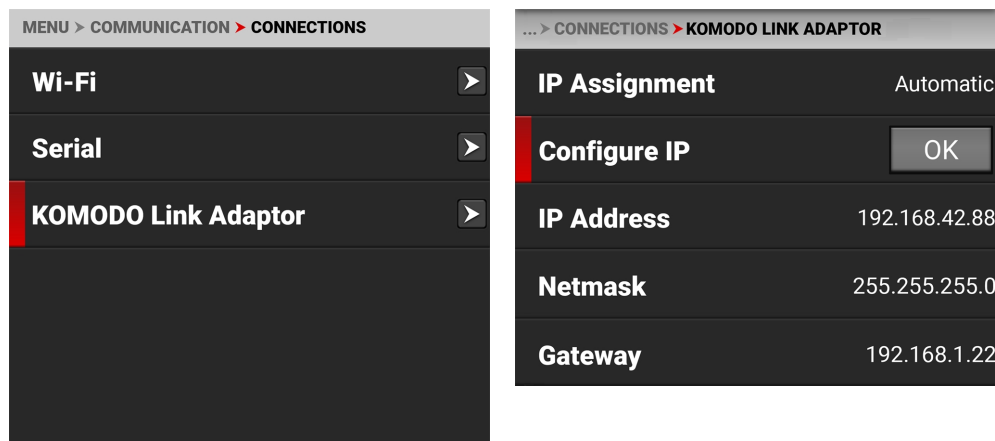 MENU > COMMUNICATION > CONNECTIONS
Wi-Fi
Serial
KOMODO Link Adaptor
... > CONNECTIONS > KOMODO LINK ADAPTOR
IP Assignment Automatic
Configure IP OK
IP Address 192.168.42.88
Netmask 255.255.255.0
Gateway 192.168.1.22